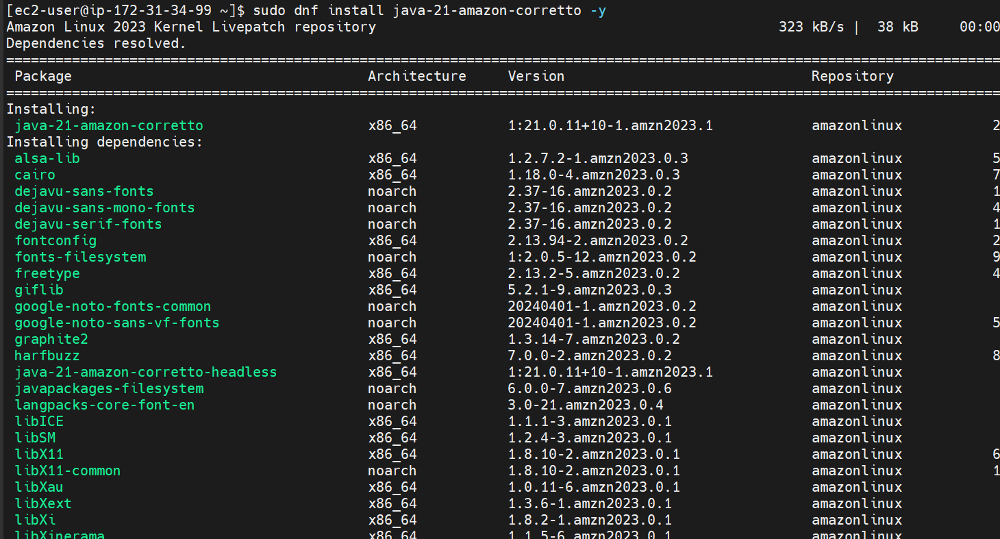 [ec2-user@ip-172-31-34-99 ~]$ sudo dnf install java-21-amazon-corretto -y
Amazon Linux 2023 Kernel Livepatch repository 323 kB/s | 38 kB 00:00
Dependencies resolved.
================================================================================
Package Architecture Version Repository
================================================================================
Installing:
java-21-amazon-corretto x86_64 1:21.0.11+10-1.amzn2023.1 amazonlinux 2
Installing dependencies:
alsa-lib x86_64 1.2.7.2-1.amzn2023.0.3 amazonlinux 5
cairo x86_64 1.18.0-4.amzn2023.0.3 amazonlinux 7
dejavu-sans-fonts noarch 2.37-16.amzn2023.0.2 amazonlinux 1
dejavu-sans-mono-fonts noarch 2.37-16.amzn2023.0.2 amazonlinux 4
dejavu-serif-fonts noarch 2.37-16.amzn2023.0.2 amazonlinux 1
fontconfig x86_64 2.13.94-2.amzn2023.0.2 amazonlinux 2
fonts-filesystem noarch 1:2.0.5-12.amzn2023.0.2 amazonlinux 9
freetype x86_64 2.13.2-5.amzn2023.0.2 amazonlinux 4
giflib x86_64 5.2.1-9.amzn2023.0.3 amazonlinux
google-noto-fonts-common noarch 20240401-1.amzn2023.0.2 amazonlinux
google-noto-sans-vf-fonts noarch 20240401-1.amzn2023.0.2 amazonlinux 5
graphite2 x86_64 1.3.14-7.amzn2023.0.2 amazonlinux
harfbuzz x86_64 7.0.0-2.amzn2023.0.2 amazonlinux 8
java-21-amazon-corretto-headless x86_64 1:21.0.11+10-1.amzn2023.1 amazonlinux
javapackages-filesystem noarch 6.0.0-7.amzn2023.0.6 amazonlinux
langpacks-core-font-en noarch 3.0-21.amzn2023.0.4 amazonlinux
libICE x86_64 1.1.1-3.amzn2023.0.1 amazonlinux
libSM x86_64 1.2.4-3.amzn2023.0.1 amazonlinux
libX11 x86_64 1.8.10-2.amzn2023.0.1 amazonlinux 6
libX11-common noarch 1.8.10-2.amzn2023.0.1 amazonlinux 1
libXau x86_64 1.0.11-6.amzn2023.0.1 amazonlinux
libXext x86_64 1.3.6-1.amzn2023.0.1 amazonlinux
libXi x86_64 1.8.2-1.amzn2023.0.1 amazonlinux
libXinerama x86_64 1.1.5-6.amzn2023.0.1 amazonlinux